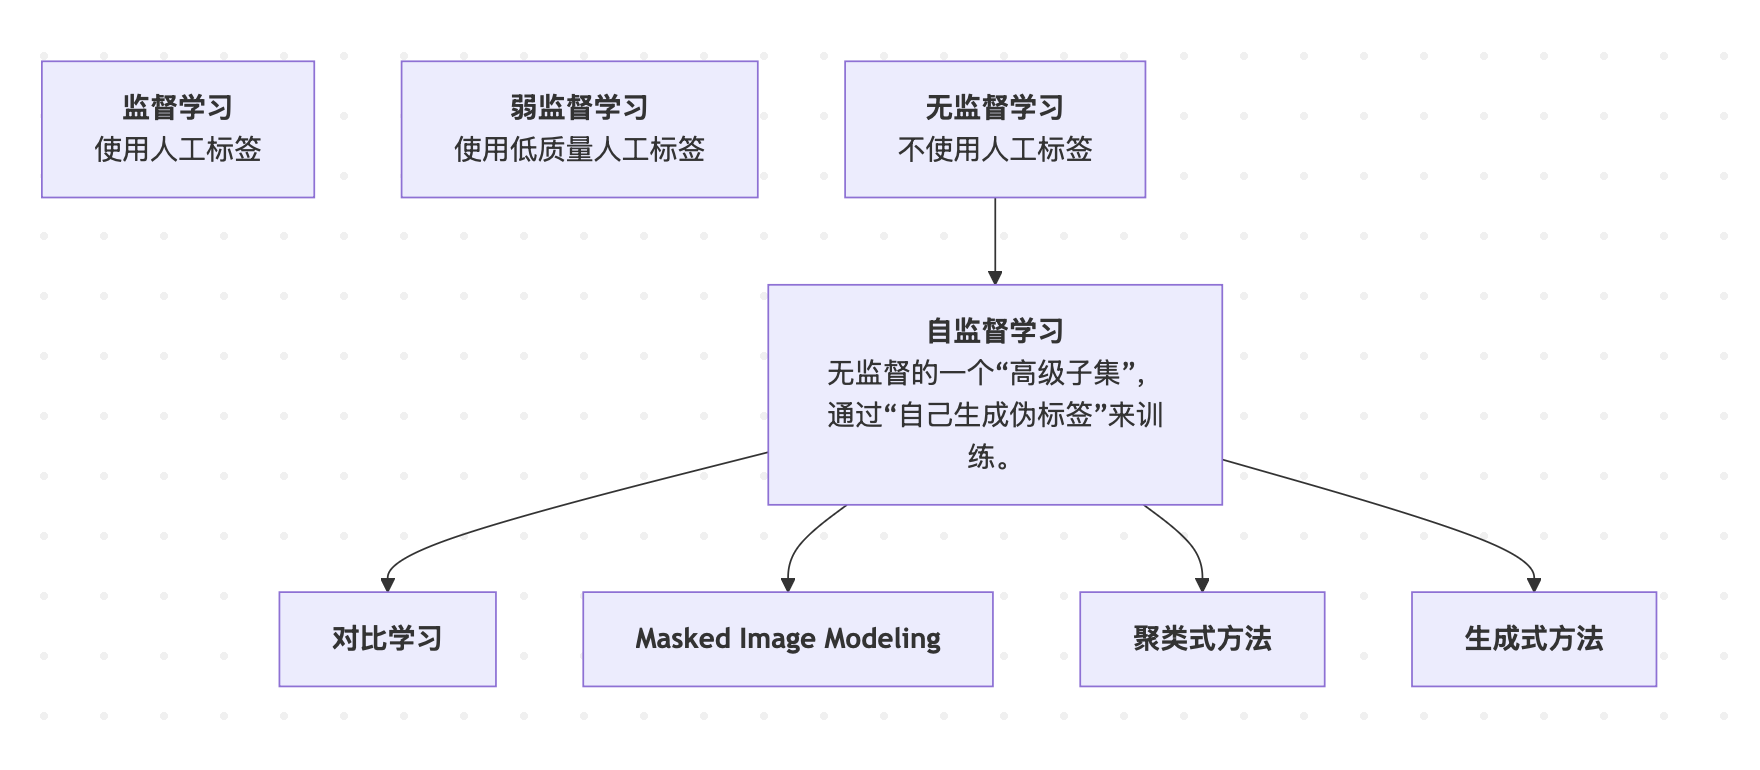 监督学习
使用人工标签
弱监督学习
使用低质量人工标签
无监督学习
不使用人工标签
自监督学习
无监督的一个“高级子集”，
通过“自己生成伪标签”来训
练。
对比学习
Masked Image Modeling
聚类式方法
生成式方法